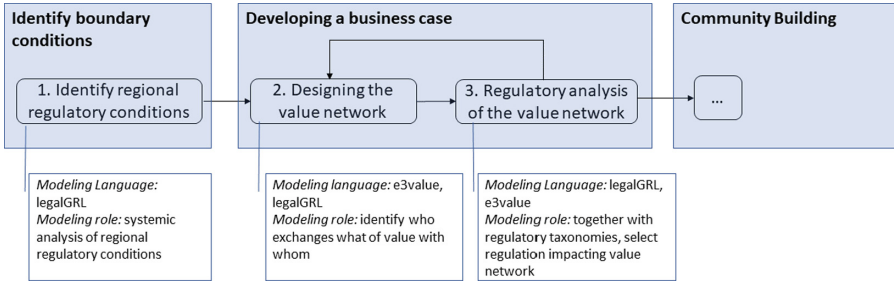 Identify boundary
conditions
Developing a business case
Community Building
1. Identify regional
regulatory conditions
2. Designing the
value network
3. Regulatory analysis
of the value network
...
Modeling Language:
legalGRL
Modeling role: systemic
analysis of regional
regulatory conditions
Modeling language: e3value,
legalGRL
Modeling role: identify who
exchanges what of value with
whom
Modeling Language: legalGRL,
e3value
Modeling role: together with
regulatory taxonomies, select
regulation impacting value
network